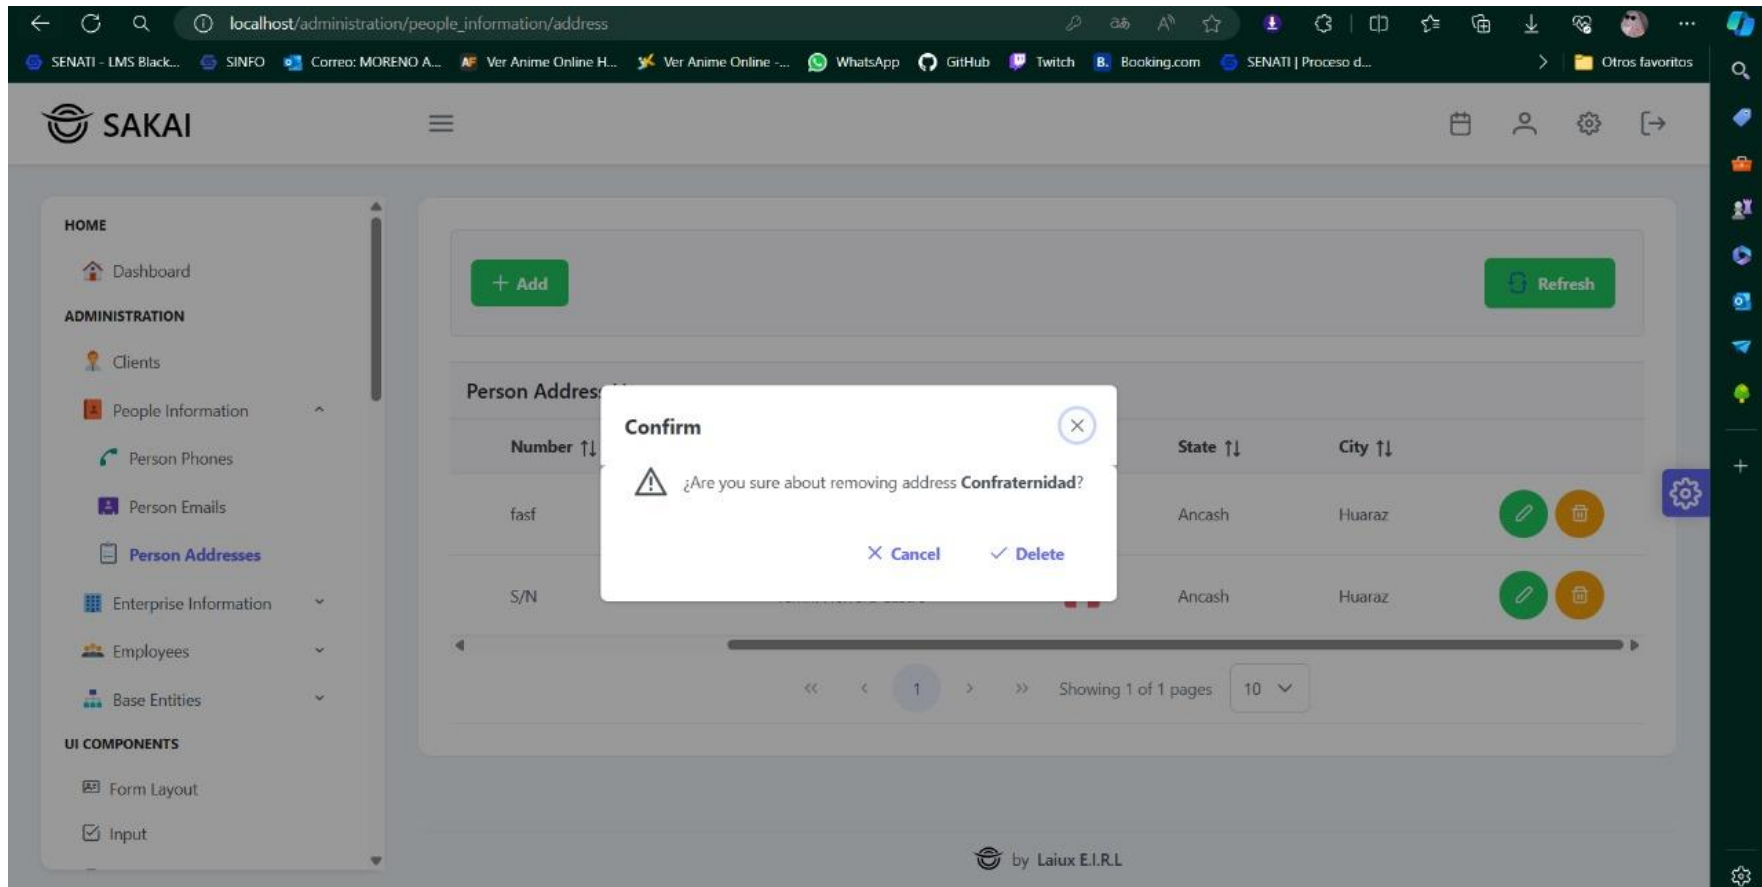 localhost/administration/people_information/address
SENATI - LMS Black... SINFO Correo: MORENO A... Ver Anime Online H... Ver Anime Online -... WhatsApp GitHub Twitch Booking.com SENATI | Proceso d... Otros favoritos
SAKAI
HOME
Dashboard
ADMINISTRATION
Clients
People Information
Person Phones
Person Emails
Person Addresses
Enterprise Information
Employees
Base Entities
UI COMPONENTS
Form Layout
Input
+ Add
Refresh
Person Address
Number State City
fasf Ancash Huaraz
S/N Ancash Huaraz
Confirm
¿Are you sure about removing address Confraternidad?
Cancel Delete
<< < 1 > >> Showing 1 of 1 pages 10
by Laiux E.I.R.L